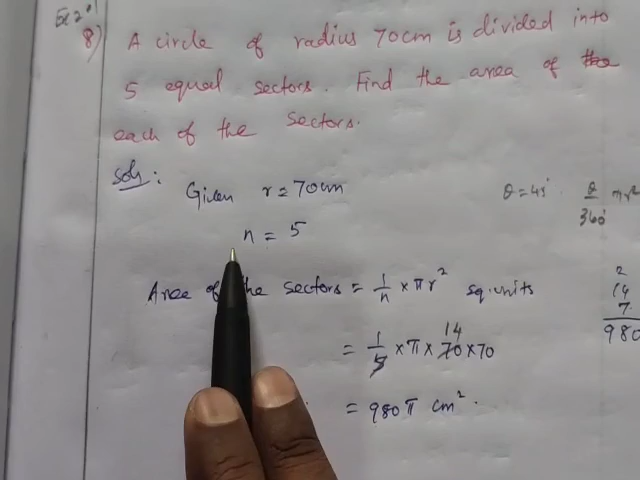 Ex 2.1
8) A circle of radius 70cm is divided into
5 equal sectors. Find the area of the
each of the sectors.
Soln:
Given r = 70cm
n = 5
θ = 45° θ/360° πr²
Area of the sectors = 1/n × πr² sq.units
= 1/5 × π × 70 × 70
14
= 980π cm².
2
14
7
980